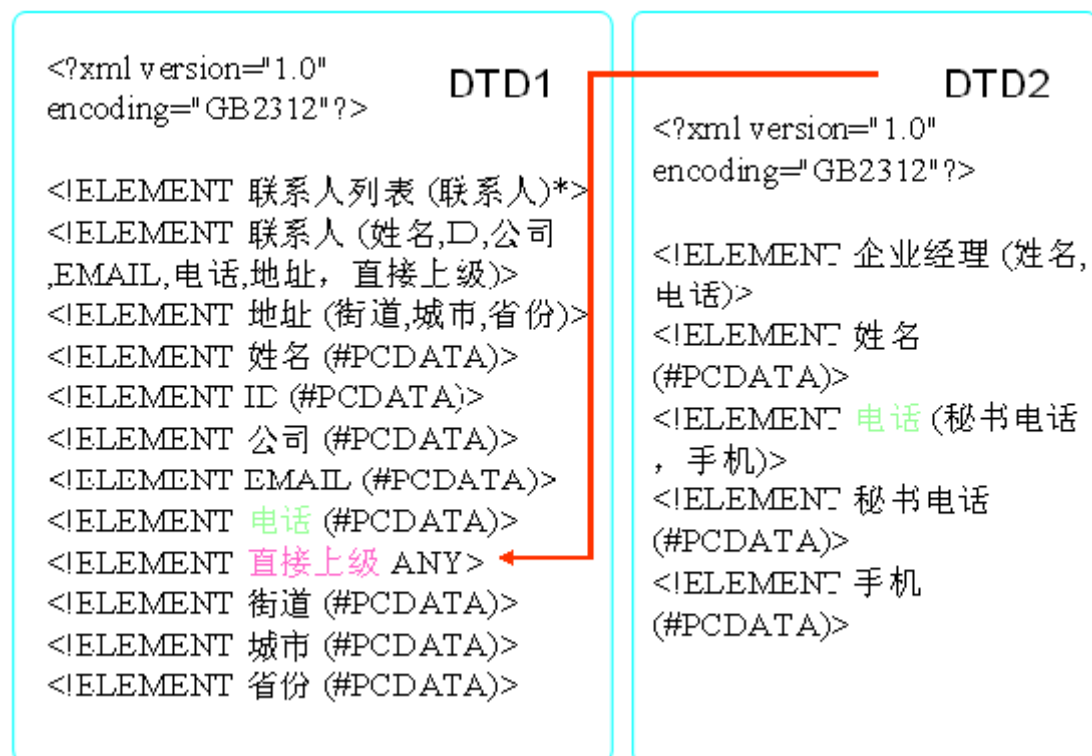 <?xml version="1.0"
encoding="GB2312"?>
DTD1
<!ELEMENT 联系人列表 (联系人)*>
<!ELEMENT 联系人 (姓名,ID,公司
,EMAIL,电话,地址，直接上级)>
<!ELEMENT 地址 (街道,城市,省份)>
<!ELEMENT 姓名 (#PCDATA)>
<!ELEMENT ID (#PCDATA)>
<!ELEMENT 公司 (#PCDATA)>
<!ELEMENT EMAIL (#PCDATA)>
<!ELEMENT 电话 (#PCDATA)>
<!ELEMENT 直接上级 ANY>
<!ELEMENT 街道 (#PCDATA)>
<!ELEMENT 城市 (#PCDATA)>
<!ELEMENT 省份 (#PCDATA)>
DTD2
<?xml version="1.0"
encoding="GB2312"?>
<!ELEMENT 企业经理 (姓名,
电话)>
<!ELEMENT 姓名
(#PCDATA)>
<!ELEMENT 电话 (秘书电话
，手机)>
<!ELEMENT 秘书电话
(#PCDATA)>
<!ELEMENT 手机
(#PCDATA)>